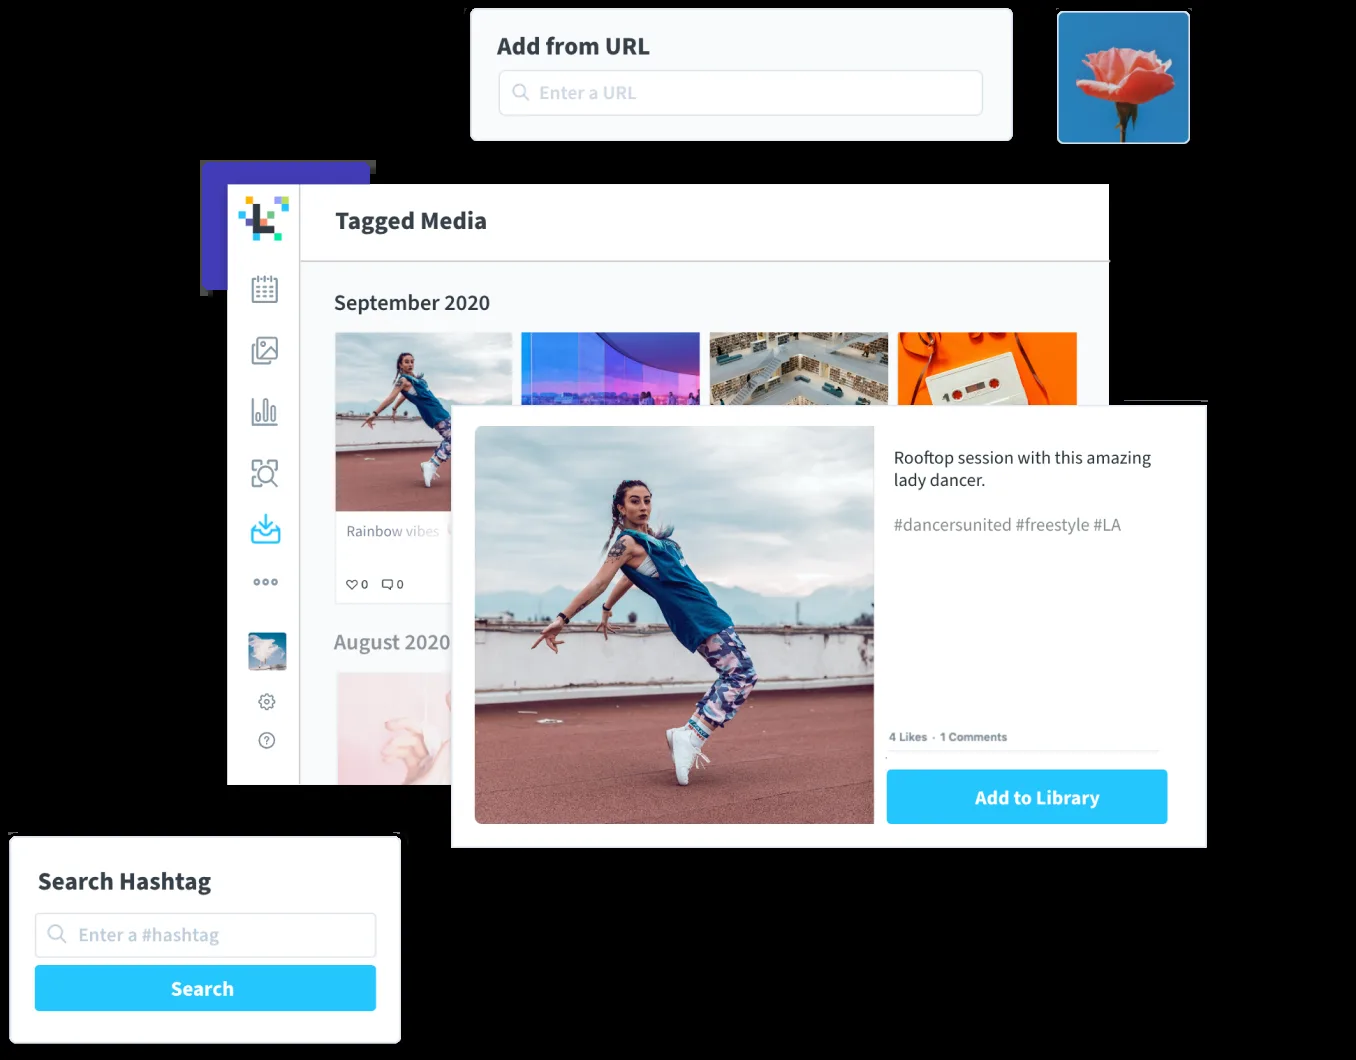 Add from URL
Enter a URL
Tagged Media
September 2020
Rainbow vibes
0 0
August 2020
Rooftop session with this amazing
lady dancer.
#dancersunited #freestyle #LA
4 Likes · 1 Comments
Add to Library
Search Hashtag
Enter a #hashtag
Search